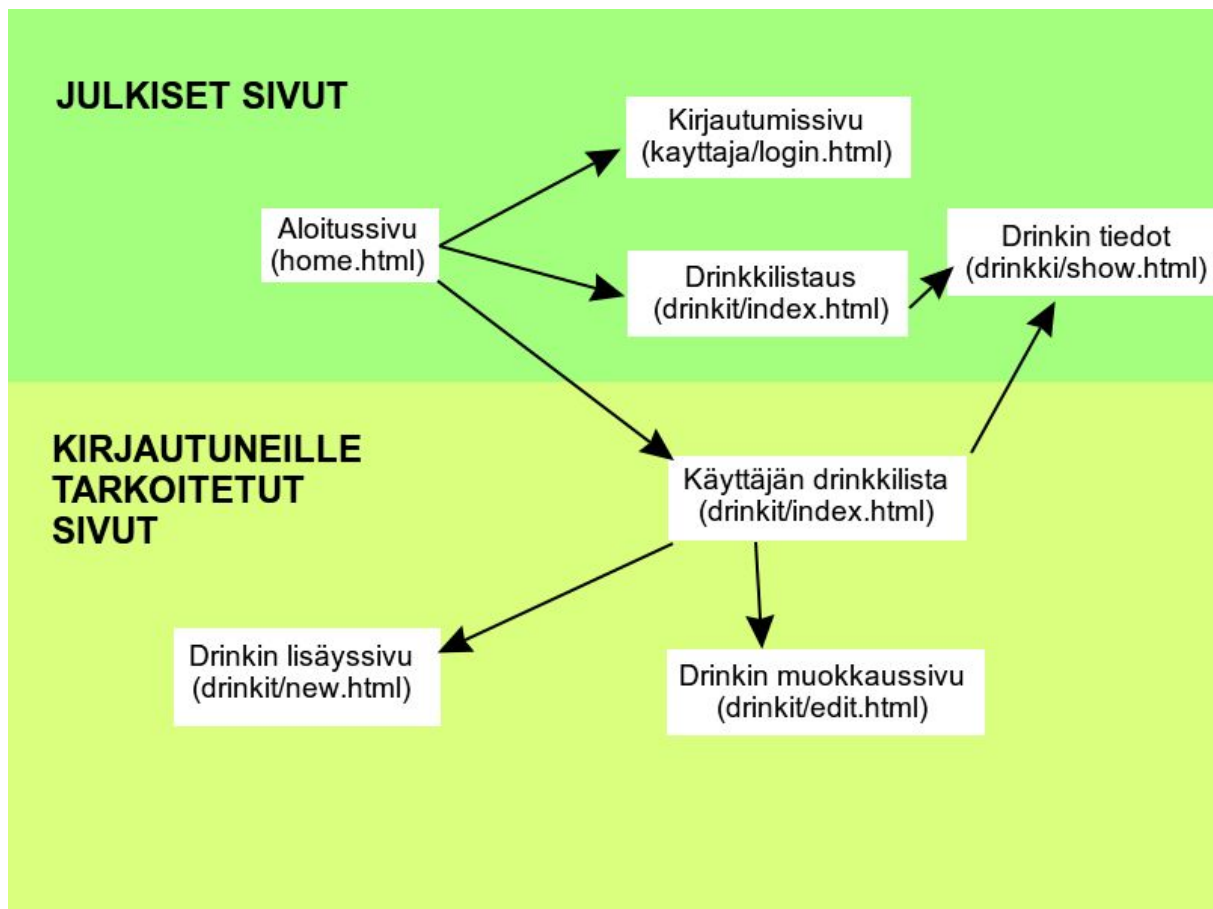 JULKISET SIVUT
Kirjautumissivu
(kayttaja/login.html)
Aloitussivu
(home.html)
Drinkkilistaus
(drinkit/index.html)
Drinkin tiedot
(drinkki/show.html)
KIRJAUTUNEILLE
TARKOITETUT
SIVUT
Käyttäjän drinkkilista
(drinkit/index.html)
Drinkin lisäyssivu
(drinkit/new.html)
Drinkin muokkaussivu
(drinkit/edit.html)